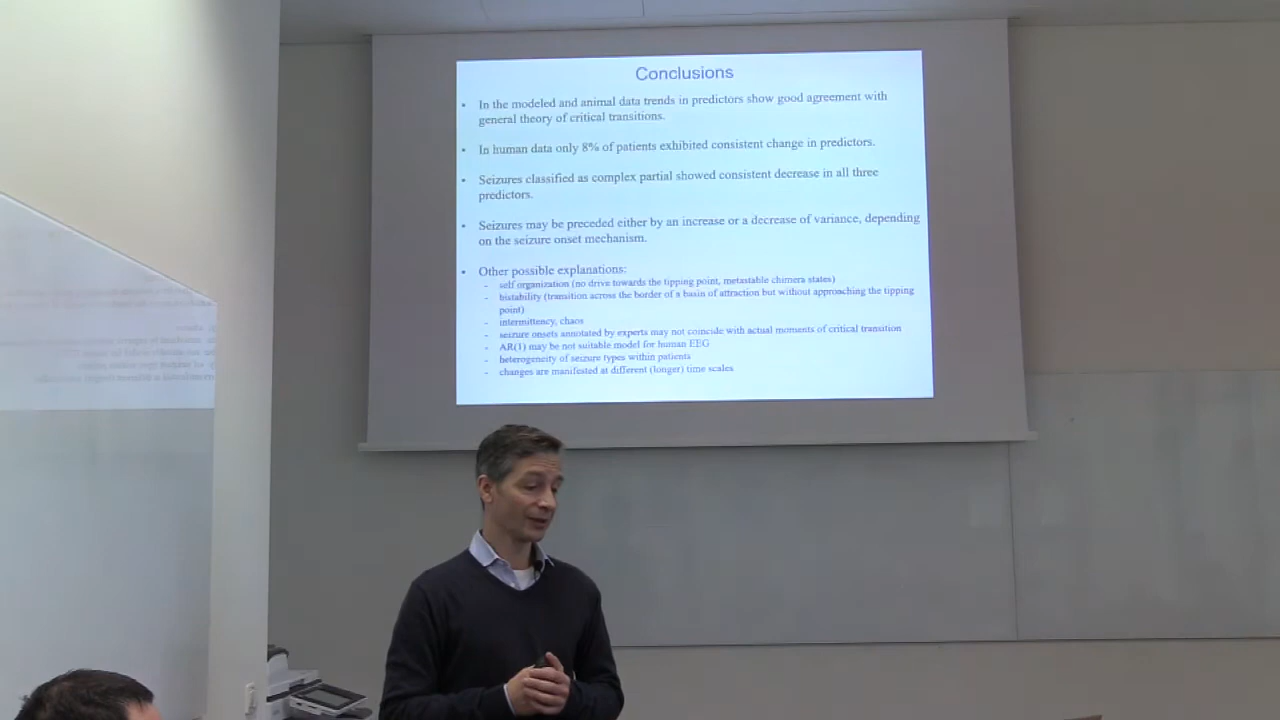 Conclusions
• In the modeled and animal data trends in predictors show good agreement with
general theory of critical transitions.
• In human data only 8% of patients exhibited consistent change in predictors.
• Seizures classified as complex partial showed consistent decrease in all three
predictors.
• Seizures may be preceded either by an increase or a decrease of variance, depending
on the seizure onset mechanism.
• Other possible explanations:
- self organization (no drive towards the tipping point, metastable chimera states)
- bistability (transition across the border of a basin of attraction but without approaching the tipping
point)
- intermittency, chaos
- seizure onsets annotated by experts may not coincide with actual moments of critical transition
- AR(1) may be not suitable model for human EEG
- heterogeneity of seizure types within patients
- changes are manifested at different (longer) time scales